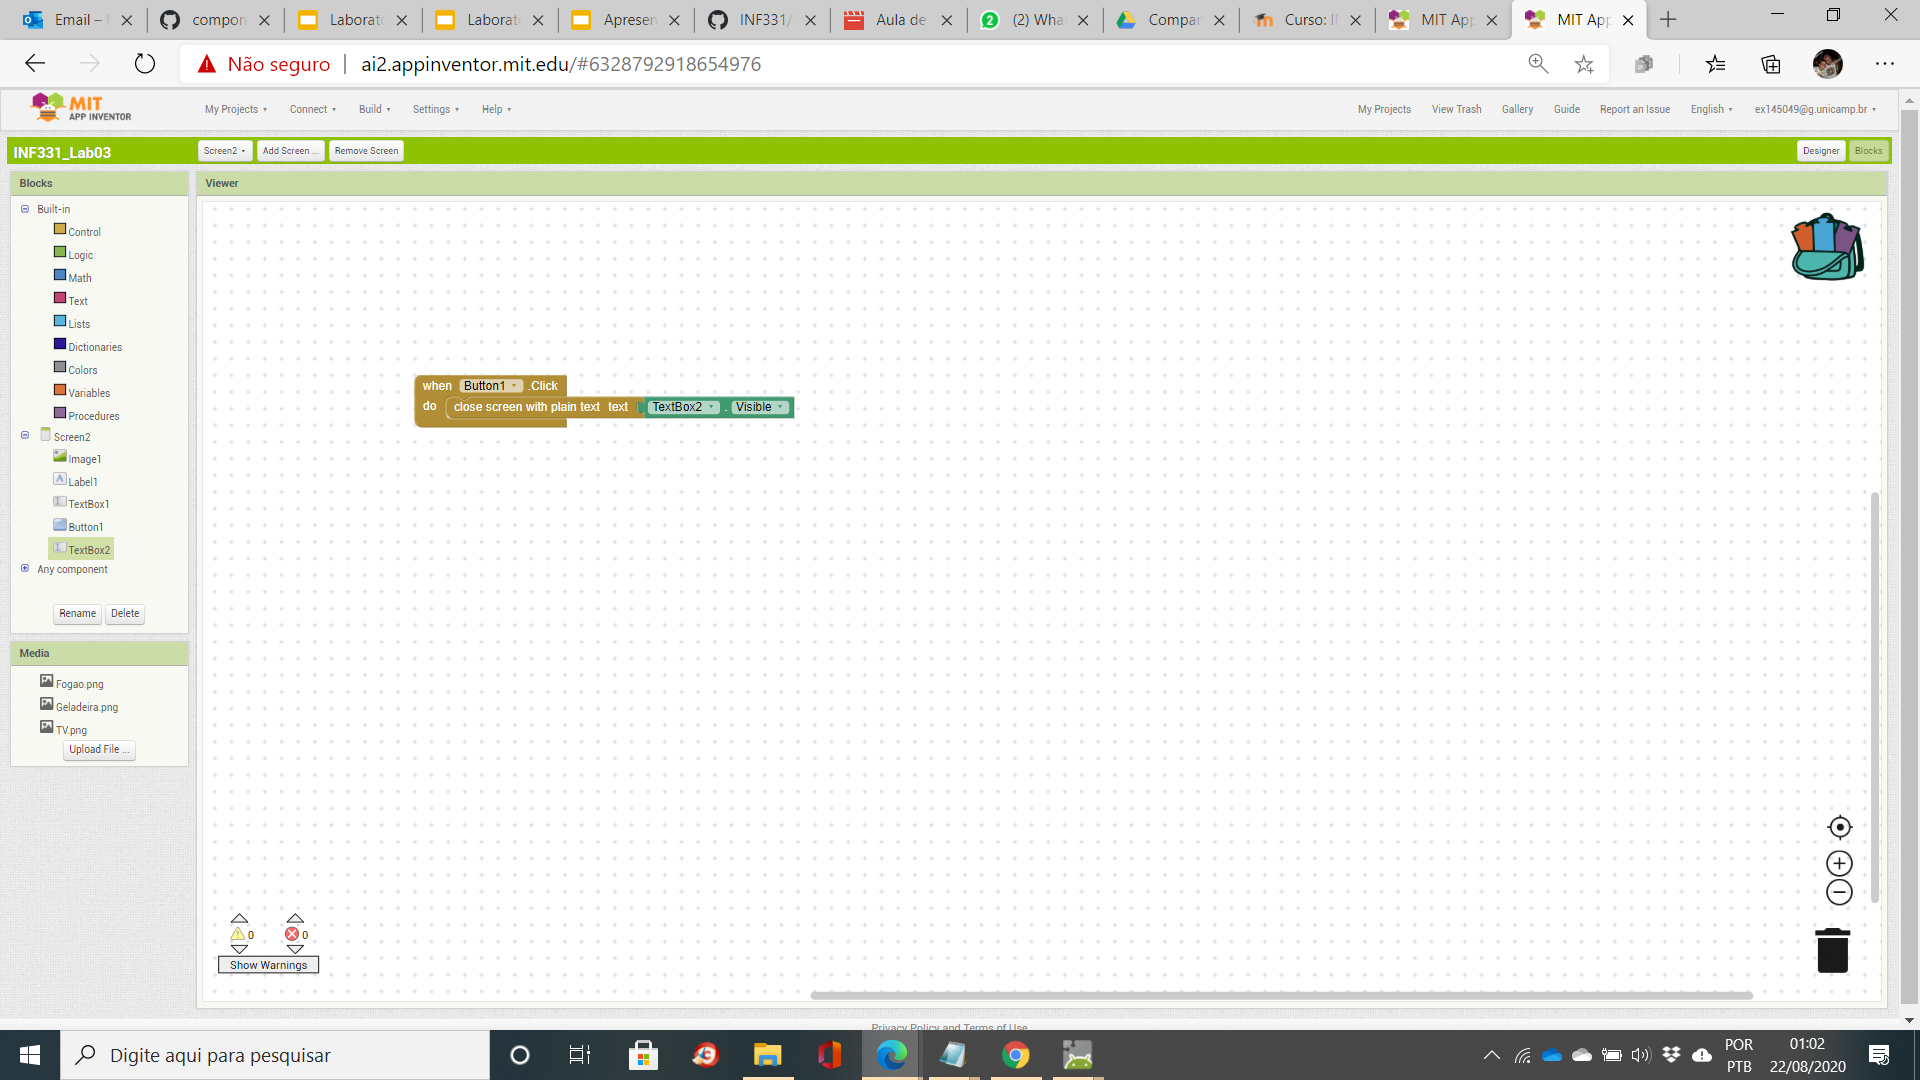 Email –
compon
Laborat
Laborat
Apresen
INF331/
Aula de
(2) Wha
Compar
Curso: I
MIT App
MIT App
Não seguro | ai2.appinventor.mit.edu/#6328792918654976
MIT
APP INVENTOR
My Projects
Connect
Build
Settings
Help
My Projects
View Trash
Gallery
Guide
Report an Issue
English
ex145049@g.unicamp.br
INF331_Lab03
Screen2
Add Screen ...
Remove Screen
Designer
Blocks
Blocks
Viewer
Built-in
Control
Logic
Math
Text
Lists
Dictionaries
Colors
Variables
Procedures
Screen2
Image1
Label1
TextBox1
Button1
TextBox2
Any component
Rename
Delete
when Button1 .Click
do close screen with plain text text TextBox2 . Visible
Media
Fogao.png
Geladeira.png
TV.png
Upload File ...
0
0
Show Warnings
Privacy Policy and Terms of Use
Digite aqui para pesquisar
POR
PTB
01:02
22/08/2020